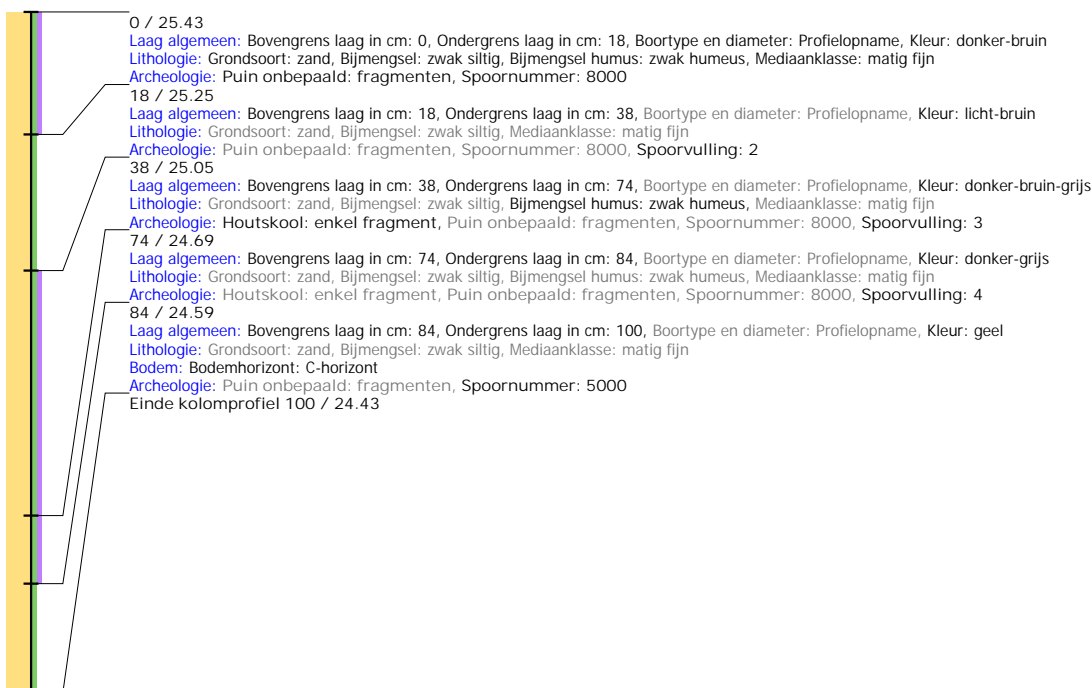 0 / 25.43
Laag algemeen: Bovengrens laag in cm: 0, Ondergrens laag in cm: 18, Boortype en diameter: Profielopname, Kleur: donker-bruin
Lithologie: Grondsoort: zand, Bijmengsel: zwak siltig, Bijmengsel humus: zwak humeus, Mediaanklasse: matig fijn
Archeologie: Puin onbepaald: fragmenten, Spoornummer: 8000
18 / 25.25
Laag algemeen: Bovengrens laag in cm: 18, Ondergrens laag in cm: 38, Boortype en diameter: Profielopname, Kleur: licht-bruin
Lithologie: Grondsoort: zand, Bijmengsel: zwak siltig, Mediaanklasse: matig fijn
Archeologie: Puin onbepaald: fragmenten, Spoornummer: 8000, Spoorvulling: 2
38 / 25.05
Laag algemeen: Bovengrens laag in cm: 38, Ondergrens laag in cm: 74, Boortype en diameter: Profielopname, Kleur: donker-bruin-grijs
Lithologie: Grondsoort: zand, Bijmengsel: zwak siltig, Bijmengsel humus: zwak humeus, Mediaanklasse: matig fijn
Archeologie: Houtskool: enkel fragment, Puin onbepaald: fragmenten, Spoornummer: 8000, Spoorvulling: 3
74 / 24.69
Laag algemeen: Bovengrens laag in cm: 74, Ondergrens laag in cm: 84, Boortype en diameter: Profielopname, Kleur: donker-grijs
Lithologie: Grondsoort: zand, Bijmengsel: zwak siltig, Bijmengsel humus: zwak humeus, Mediaanklasse: matig fijn
Archeologie: Houtskool: enkel fragment, Puin onbepaald: fragmenten, Spoornummer: 8000, Spoorvulling: 4
84 / 24.59
Laag algemeen: Bovengrens laag in cm: 84, Ondergrens laag in cm: 100, Boortype en diameter: Profielopname, Kleur: geel
Lithologie: Grondsoort: zand, Bijmengsel: zwak siltig, Mediaanklasse: matig fijn
Bodem: Bodemhorizont: C-horizont
Archeologie: Puin onbepaald: fragmenten, Spoornummer: 5000
Einde kolomprofiel 100 / 24.43